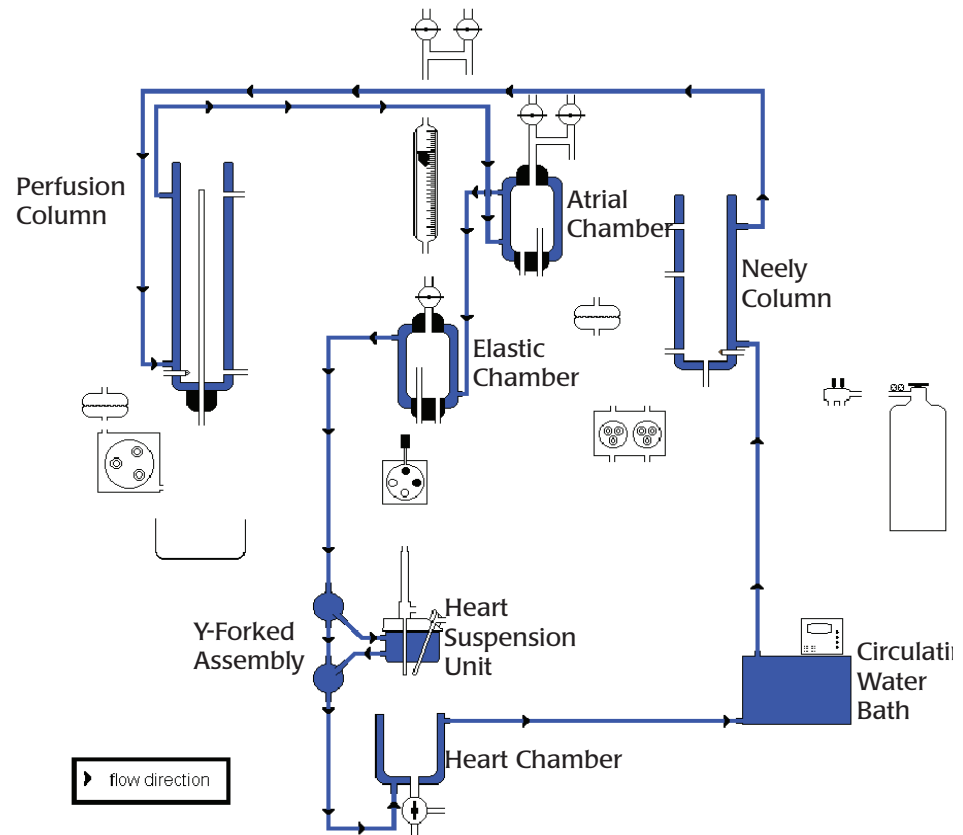 Perfusion
Column
Atrial
Chamber
Neely
Column
Elastic
Chamber
Y-Forked
Assembly
Heart
Suspension
Unit
Circulatin
Water
Bath
Heart Chamber
flow direction